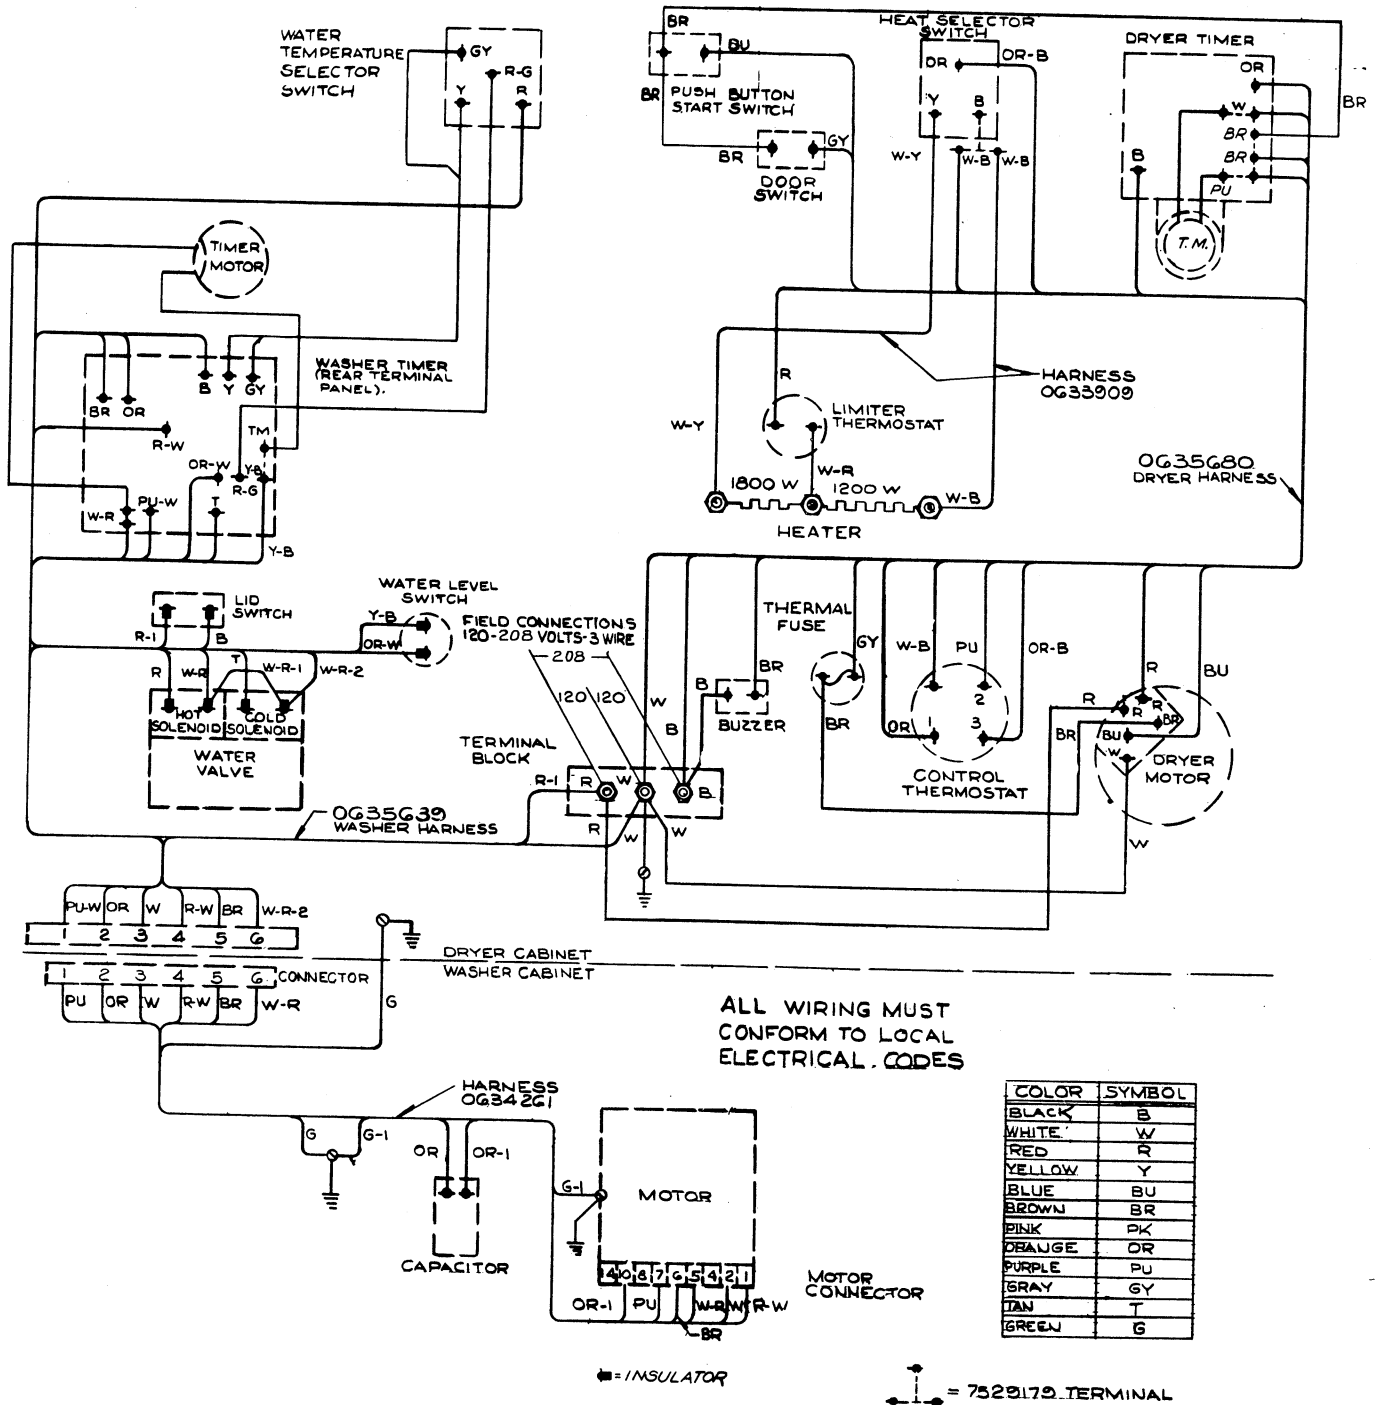 WATER
TEMPERATURE
SELECTOR
SWITCH
GY
R-G
Y
R
BR
BU
BR
PUSH BUTTON
START SWITCH
BR
GY
DOOR
SWITCH
HEAT SELECTOR
SWITCH
OR
OR-B
Y
B
W-Y
W-B
W-B
DRYER TIMER
OR
W
BR
BR
BR
B
PU
T.M.
TIMER
MOTOR
WASHER TIMER
(REAR TERMINAL
PANEL).
B
Y
GY
BR
OR
R-W
TM
OR-W
Y-B
R-G
PU-W
T
W-R
Y-B
R
LIMITER
THERMOSTAT
HARNESS
0633909
W-Y
W-R
1800 W
1200 W
W-B
HEATER
0635680
DRYER HARNESS
LID
SWITCH
R-1
B
WATER LEVEL
SWITCH
Y-B
OR-W
R
W-R
T
W-R-1
W-R-2
HOT
SOLENOID
COLD
SOLENOID
WATER
VALVE
FIELD CONNECTIONS
120-208 VOLTS-3 WIRE
208
120
120
W
B
B
BR
BUZZER
THERMAL
FUSE
GY
BR
W-B
PU
OR-B
OR
1
2
3
CONTROL
THERMOSTAT
R
BU
R
R
R
BR
BR
BU
W
DRYER
MOTOR
W
TERMINAL
BLOCK
R-1
R
W
B
R
W
W
0635639
WASHER HARNESS
PU-W
OR
W
R-W
BR
W-R-2
1 2 3 4 5 6
DRYER CABINET
WASHER CABINET
1 2 3 4 5 6
CONNECTOR
PU
OR
W
R-W
BR
W-R
G
ALL WIRING MUST
CONFORM TO LOCAL
ELECTRICAL CODES
HARNESS
0634261
G
G-1
OR
OR-1
CAPACITOR
G-1
MOTOR
14 10 8 7 6 5 4 2 1
MOTOR
CONNECTOR
OR-1
PU
W-R
W
R-W
BR
COLOR SYMBOL
BLACK B
WHITE W
RED R
YELLOW Y
BLUE BU
BROWN BR
PINK PK
ORANGE OR
PURPLE PU
GRAY GY
TAN T
GREEN G
= INSULATOR
= 7529179 TERMINAL